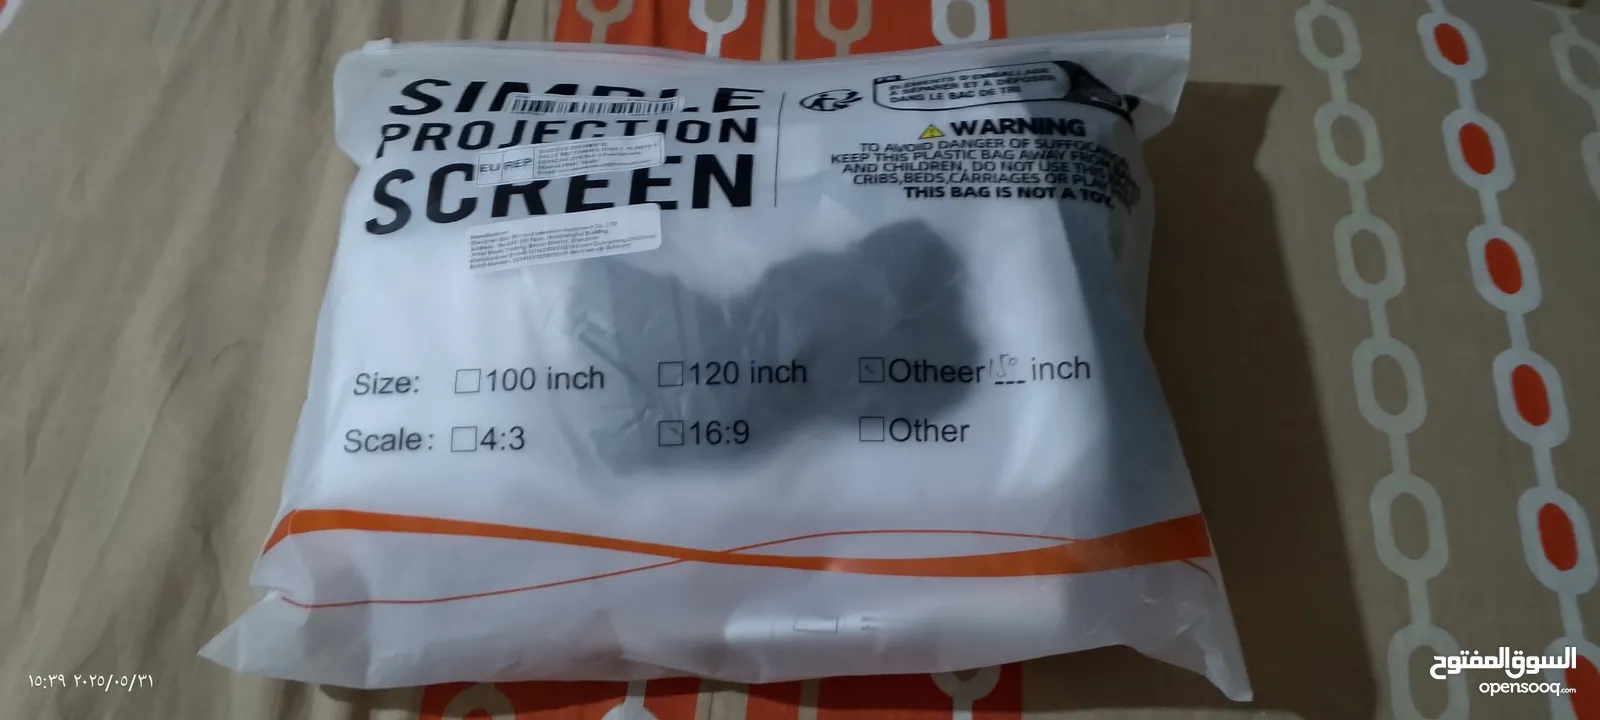 SIMPLE
PROJECTION
SCREEN
EU REP
ÉLÉMENTS D'EMBALLAGE
À SÉPARER ET À DÉPOSER
DANS LE BAC DE TRI
WARNING
TO AVOID DANGER OF SUFFOCA
KEEP THIS PLASTIC BAG AWAY FROM
AND CHILDREN, DO NOT USE THIS
CRIBS,BEDS,CARRIAGES OR PLAY
THIS BAG IS NOT A TOY
Size: 100 inch 120 inch Otheer 150 inch
Scale: 4:3 16:9 Other
١٥:٣٩ ٢٠٢٥/٠٥/٣١
السوق المفتوح
opensooq.com